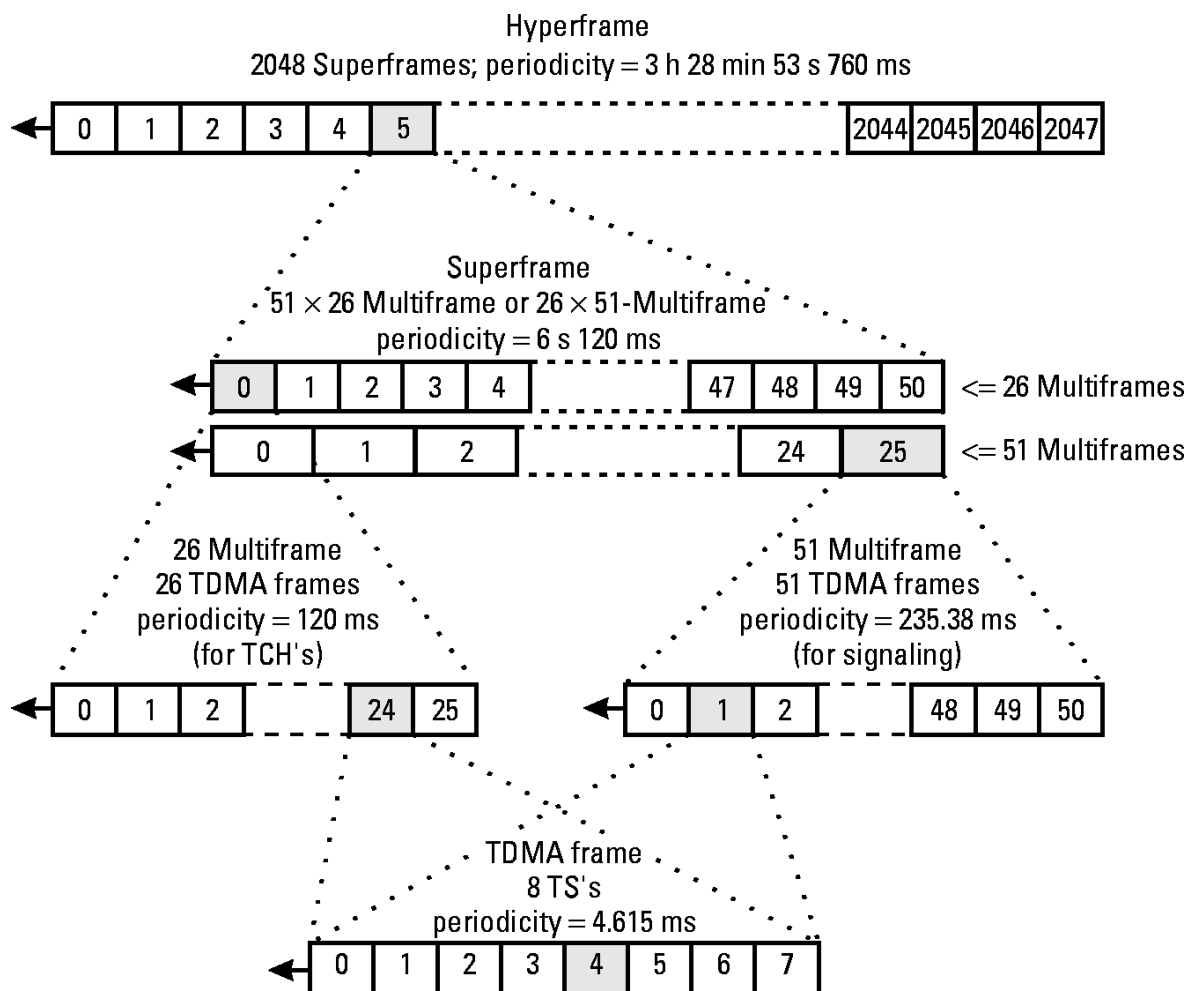 Hyperframe
2048 Superframes; periodicity = 3 h 28 min 53 s 760 ms
0 1 2 3 4 5 2044 2045 2046 2047
Superframe
51 × 26 Multiframe or 26 × 51-Multiframe
periodicity = 6 s 120 ms
0 1 2 3 4 47 48 49 50 <= 26 Multiframes
0 1 2 24 25 <= 51 Multiframes
26 Multiframe
26 TDMA frames
periodicity = 120 ms
(for TCH's)
51 Multiframe
51 TDMA frames
periodicity = 235.38 ms
(for signaling)
0 1 2 24 25
0 1 2 48 49 50
TDMA frame
8 TS's
periodicity = 4.615 ms
0 1 2 3 4 5 6 7